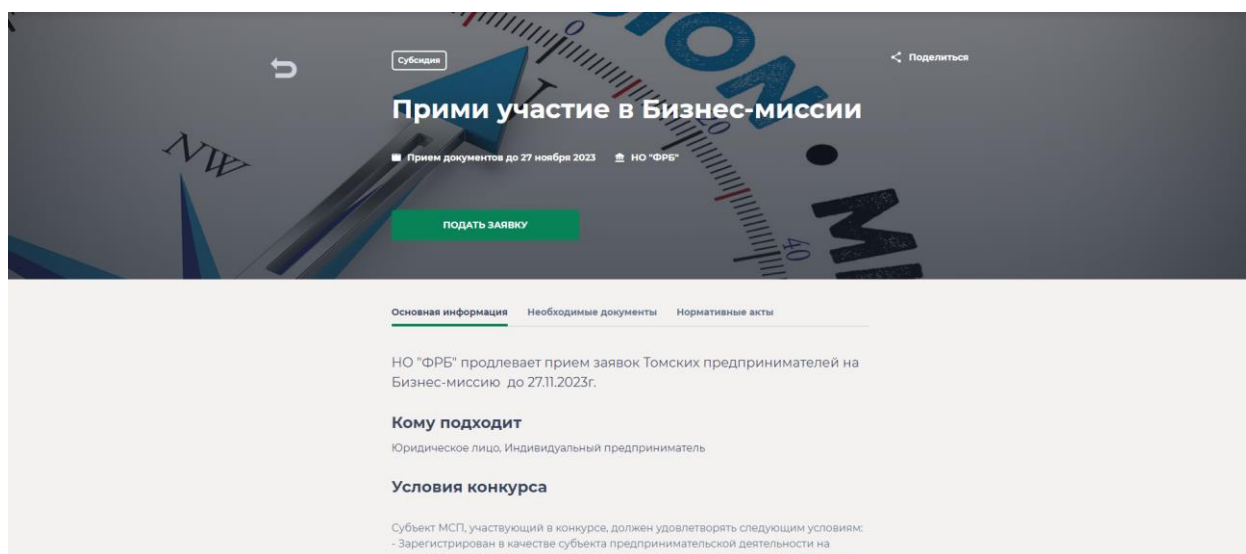 Субсидия
Поделиться
Прими участие в Бизнес-миссии
Прием документов до 27 ноября 2023 НО "ФРБ"
ПОДАТЬ ЗАЯВКУ
NW
20
40
Основная информация Необходимые документы Нормативные акты
НО "ФРБ" продлевает прием заявок Томских предпринимателей на
Бизнес-миссию до 27.11.2023г.
Кому подходит
Юридическое лицо, Индивидуальный предприниматель
Условия конкурса
Субъект МСП, участвующий в конкурсе, должен удовлетворять следующим условиям:
- Зарегистрирован в качестве субъекта предпринимательской деятельности на